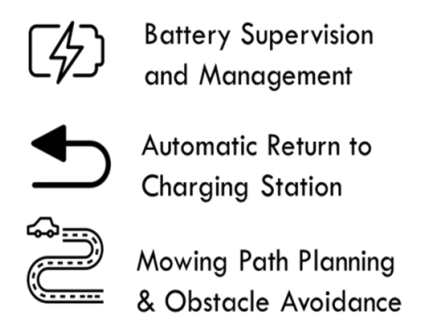 Battery Supervision
and Management
Automatic Return to
Charging Station
Mowing Path Planning
& Obstacle Avoidance